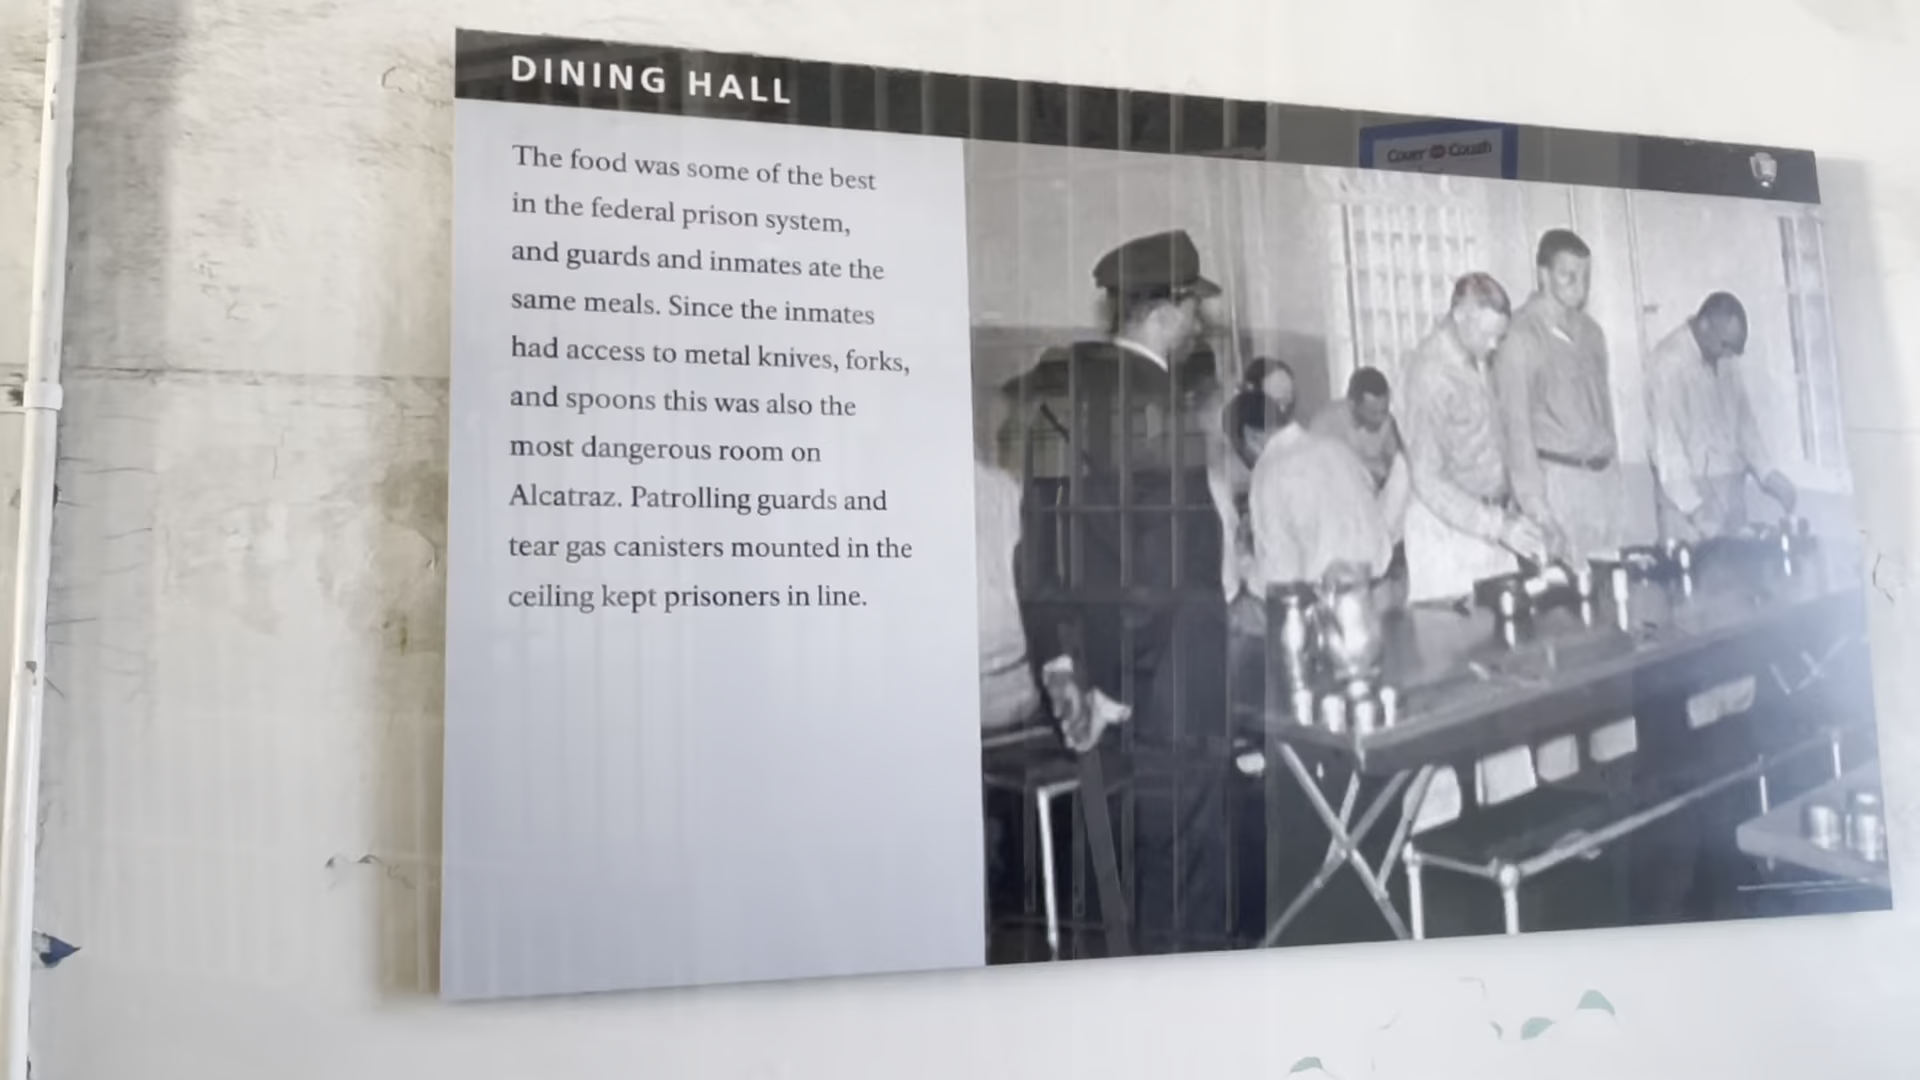 DINING HALL
The food was some of the best
in the federal prison system,
and guards and inmates ate the
same meals. Since the inmates
had access to metal knives, forks,
and spoons this was also the
most dangerous room on
Alcatraz. Patrolling guards and
tear gas canisters mounted in the
ceiling kept prisoners in line.
Cover Cough